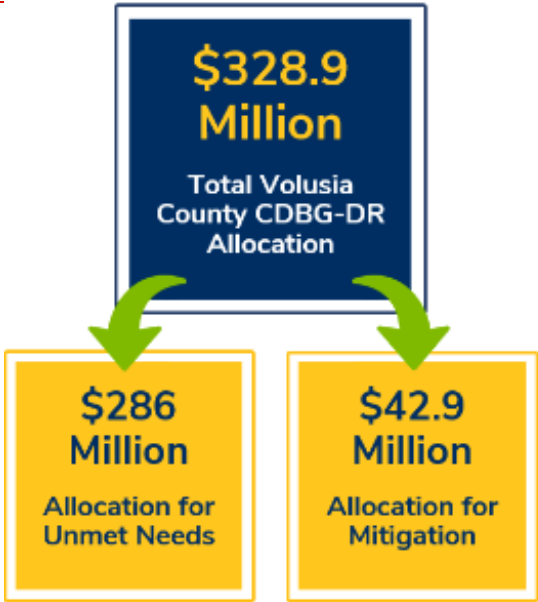 $328.9
Million
Total Volusia
County CDBG-DR
Allocation
$286
Million
Allocation for
Unmet Needs
$42.9
Million
Allocation for
Mitigation